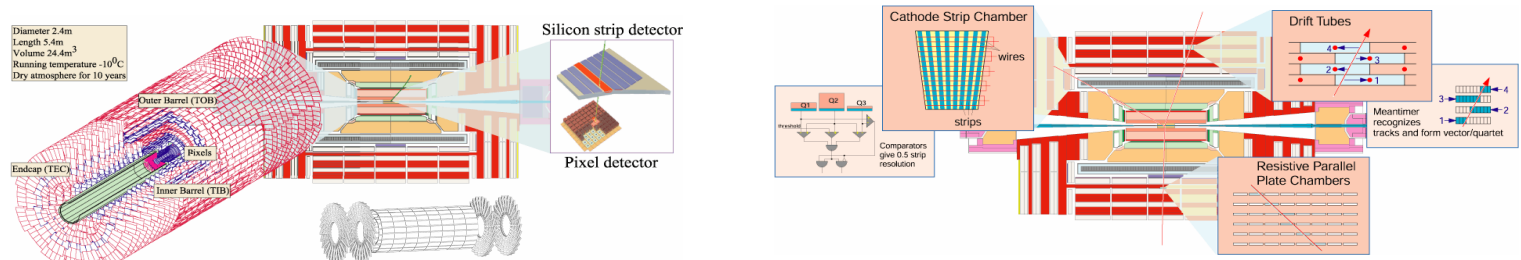 Diameter 2.4m
Length 5.4m
Volume 24.4m3
Running temperature -10⁰C
Dry atmosphere for 10 years
Outer Barrel (TOB)
Pixels
Endcap (TEC)
Inner Barrel (TIB)
Silicon strip detector
Pixel detector
Cathode Strip Chamber
wires
strips
Q1
Q2
Q3
threshold
Comparators
give 0.5 strip
resolution
Drift Tubes
4
3
2
1
4
3
2
1
Meantimer
recognizes
tracks and form vector/quartet
Resistive Parallel
Plate Chambers